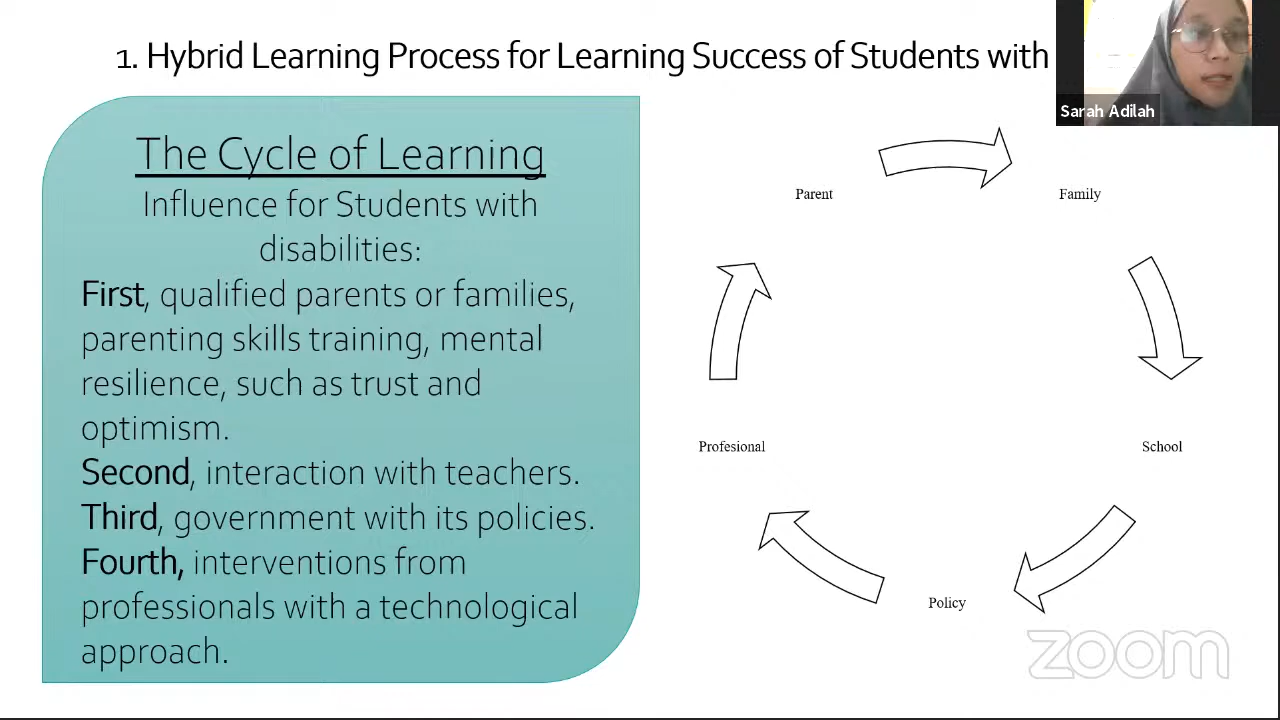 1. Hybrid Learning Process for Learning Success of Students with
Sarah Adilah
The Cycle of Learning
Influence for Students with
disabilities:
First, qualified parents or families,
parenting skills training, mental
resilience, such as trust and
optimism.
Second, interaction with teachers.
Third, government with its policies.
Fourth, interventions from
professionals with a technological
approach.
Parent
Family
Profesional
School
Policy
zoom